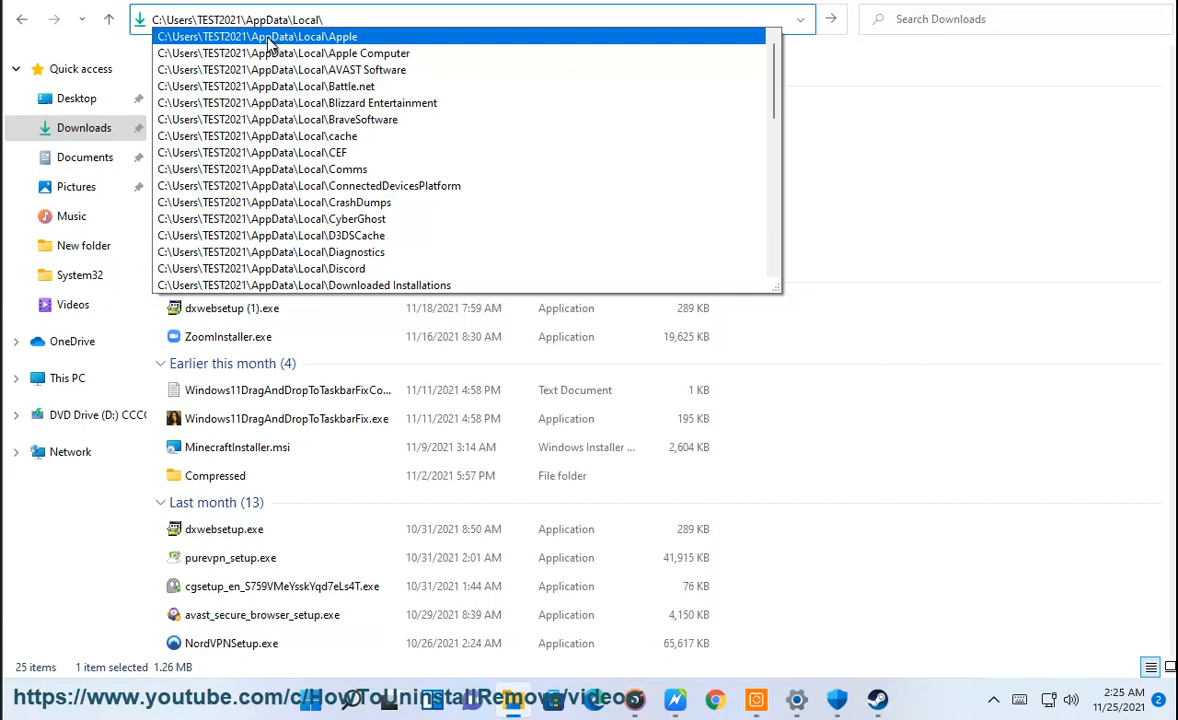 C:\Users\TEST2021\AppData\Local\
Search Downloads
C:\Users\TEST2021\AppData\Local\Apple
C:\Users\TEST2021\AppData\Local\Apple Computer
C:\Users\TEST2021\AppData\Local\AVAST Software
C:\Users\TEST2021\AppData\Local\Battle.net
C:\Users\TEST2021\AppData\Local\Blizzard Entertainment
C:\Users\TEST2021\AppData\Local\BraveSoftware
C:\Users\TEST2021\AppData\Local\cache
C:\Users\TEST2021\AppData\Local\CEF
C:\Users\TEST2021\AppData\Local\Comms
C:\Users\TEST2021\AppData\Local\ConnectedDevicesPlatform
C:\Users\TEST2021\AppData\Local\CrashDumps
C:\Users\TEST2021\AppData\Local\CyberGhost
C:\Users\TEST2021\AppData\Local\D3DSCache
C:\Users\TEST2021\AppData\Local\Diagnostics
C:\Users\TEST2021\AppData\Local\Discord
C:\Users\TEST2021\AppData\Local\Downloaded Installations
Quick access
Desktop
Downloads
Documents
Pictures
Music
New folder
System32
Videos
OneDrive
This PC
DVD Drive (D:) CCC
Network
dxwebsetup (1).exe 11/18/2021 7:59 AM Application 289 KB
ZoomInstaller.exe 11/16/2021 8:30 AM Application 19,625 KB
Earlier this month (4)
Windows11DragAndDropToTaskbarFixCo... 11/11/2021 4:58 PM Text Document 1 KB
Windows11DragAndDropToTaskbarFix.exe 11/11/2021 4:58 PM Application 195 KB
MinecraftInstaller.msi 11/9/2021 3:14 AM Windows Installer ... 2,604 KB
Compressed 11/2/2021 5:57 PM File folder
Last month (13)
dxwebsetup.exe 10/31/2021 8:50 AM Application 289 KB
purevpn_setup.exe 10/31/2021 2:01 AM Application 41,915 KB
cgsetup_en_S759VMeYsskYqd7eLs4T.exe 10/31/2021 1:44 AM Application 76 KB
avast_secure_browser_setup.exe 10/29/2021 8:39 AM Application 4,150 KB
NordVPNSetup.exe 10/26/2021 2:24 AM Application 65,617 KB
25 items 1 item selected 1.26 MB
https://www.youtube.com/c/HowToUninstallRemove/videos
2:25 AM
11/25/2021
2